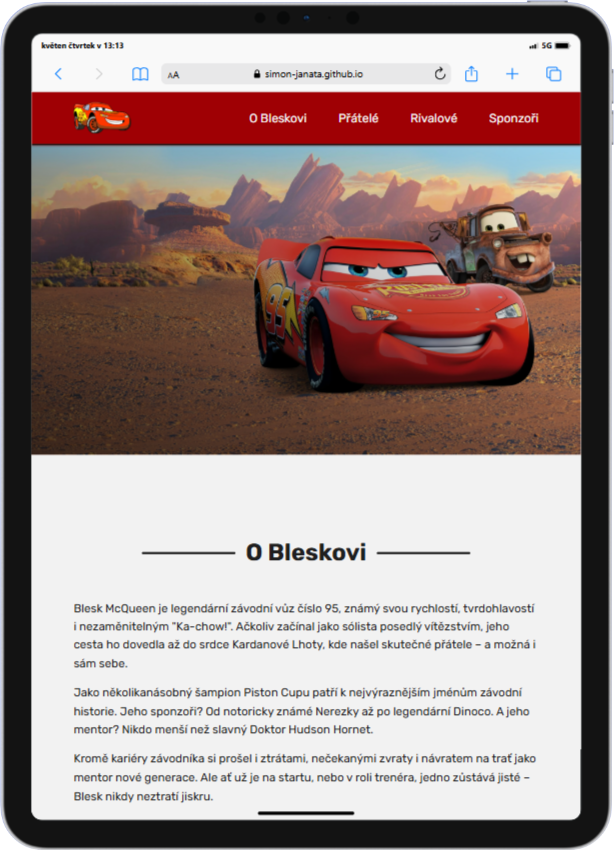 květen čtvrtek v 13:13
5G
AA
simon-janata.github.io
O Bleskovi
Přátelé
Rivalové
Sponzoři
O Bleskovi
Blesk McQueen je legendární závodní vůz číslo 95, známý svou rychlostí, tvrdohlavostí
i nezaměnitelným "Ka-chow!". Ačkoliv začínal jako sólista posedlý vítězstvím, jeho
cesta ho dovedla až do srdce Kardanové Lhoty, kde našel skutečné přátele – a možná i
sám sebe.
Jako několikanásobný šampion Piston Cupu patří k nejvýraznějším jménům závodní
historie. Jeho sponzoři? Od notoricky známé Nerezky až po legendární Dinoco. A jeho
mentor? Nikdo menší než slavný Doktor Hudson Hornet.
Kromě kariéry závodníka si prošel i ztrátami, nečekanými zvraty i návratem na trať jako
mentor nové generace. Ale ať už je na startu, nebo v roli trenéra, jedno zůstává jisté –
Blesk nikdy neztratí jiskru.